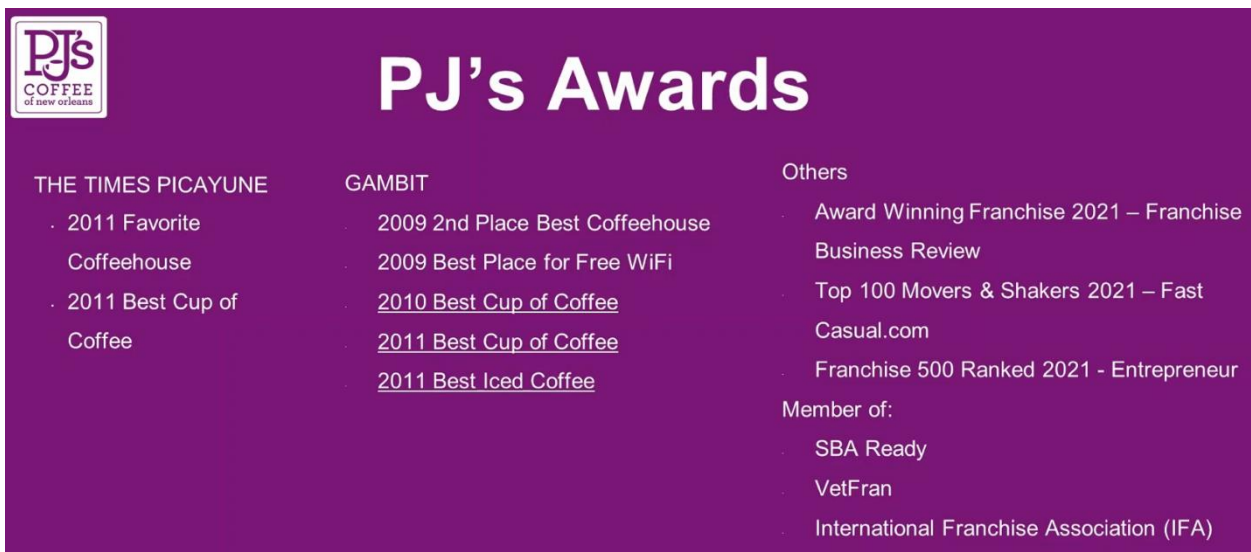 PJ's
COFFEE
of new orleans
PJ's Awards
THE TIMES PICAYUNE
. 2011 Favorite
Coffeehouse
. 2011 Best Cup of
Coffee
GAMBIT
. 2009 2nd Place Best Coffeehouse
. 2009 Best Place for Free WiFi
. 2010 Best Cup of Coffee
. 2011 Best Cup of Coffee
. 2011 Best Iced Coffee
Others
. Award Winning Franchise 2021 – Franchise
Business Review
. Top 100 Movers & Shakers 2021 – Fast
Casual.com
. Franchise 500 Ranked 2021 - Entrepreneur
Member of:
. SBA Ready
. VetFran
. International Franchise Association (IFA)